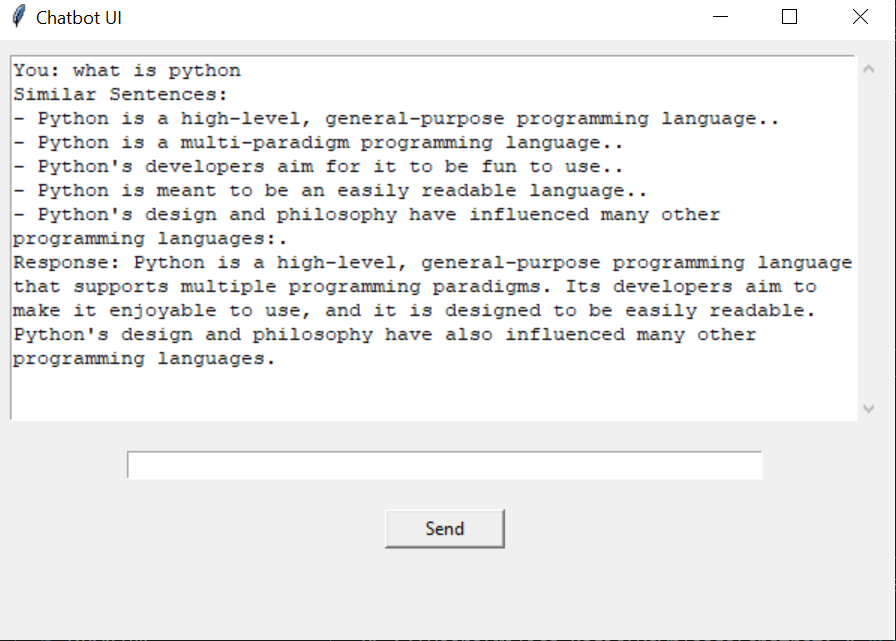 Chatbot UI
You: what is python
Similar Sentences:
- Python is a high-level, general-purpose programming language..
- Python is a multi-paradigm programming language..
- Python's developers aim for it to be fun to use..
- Python is meant to be an easily readable language..
- Python's design and philosophy have influenced many other
programming languages:.
Response: Python is a high-level, general-purpose programming language
that supports multiple programming paradigms. Its developers aim to
make it enjoyable to use, and it is designed to be easily readable.
Python's design and philosophy have also influenced many other
programming languages.
Send